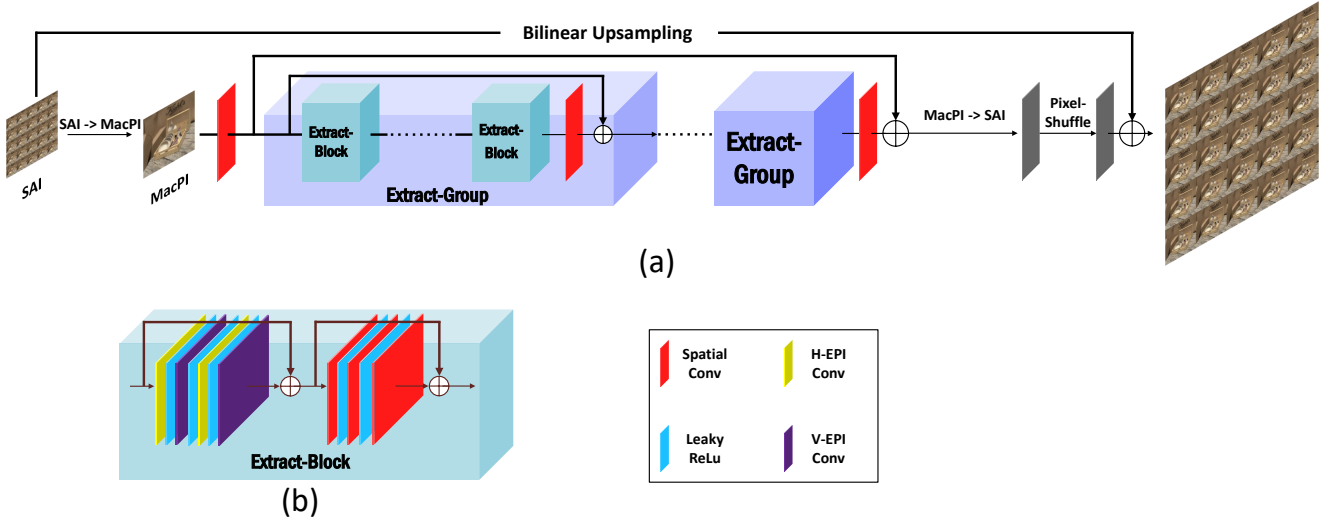 Bilinear Upsampling
SAI -> MacPI
SAI
MacPI
Extract-
Block
Extract-
Block
Extract-Group
Extract-
Group
MacPI -> SAI
Pixel-
Shuffle
(a)
Extract-Block
(b)
Spatial
Conv
H-EPI
Conv
Leaky
ReLu
V-EPI
Conv